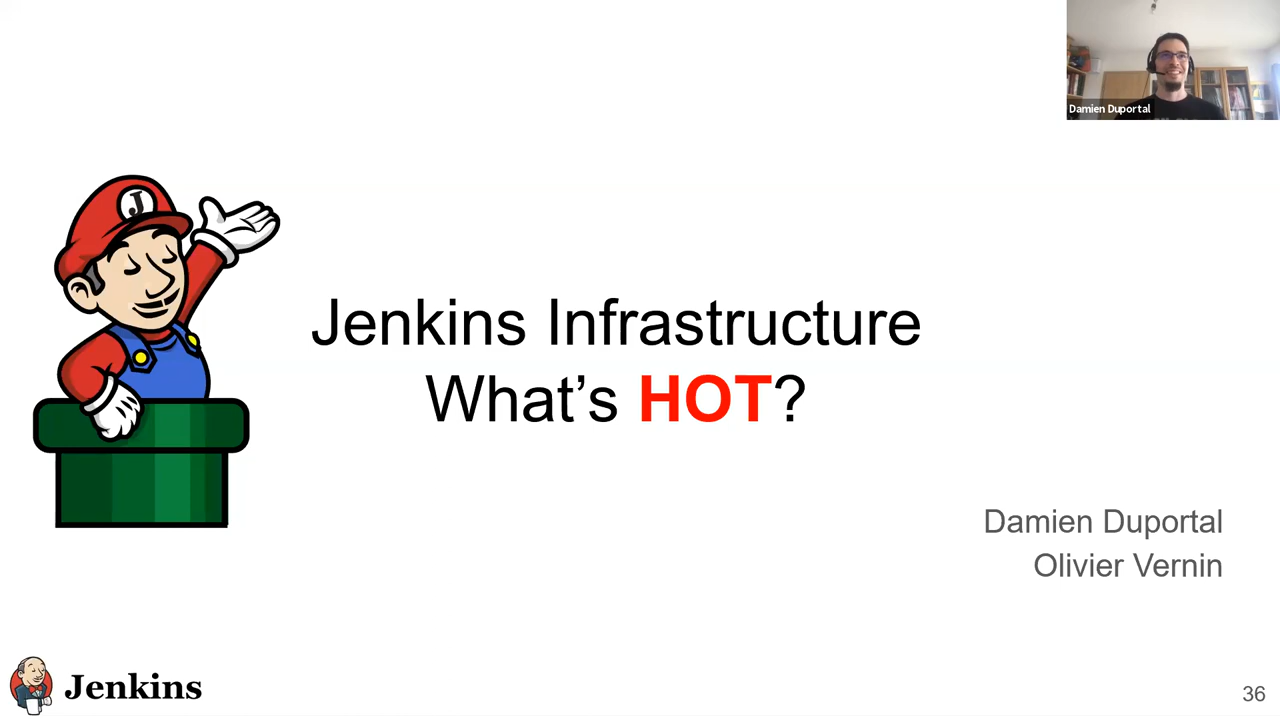 Damien Duportal
J
Jenkins Infrastructure
What's HOT?
Damien Duportal
Olivier Vernin
Jenkins
36